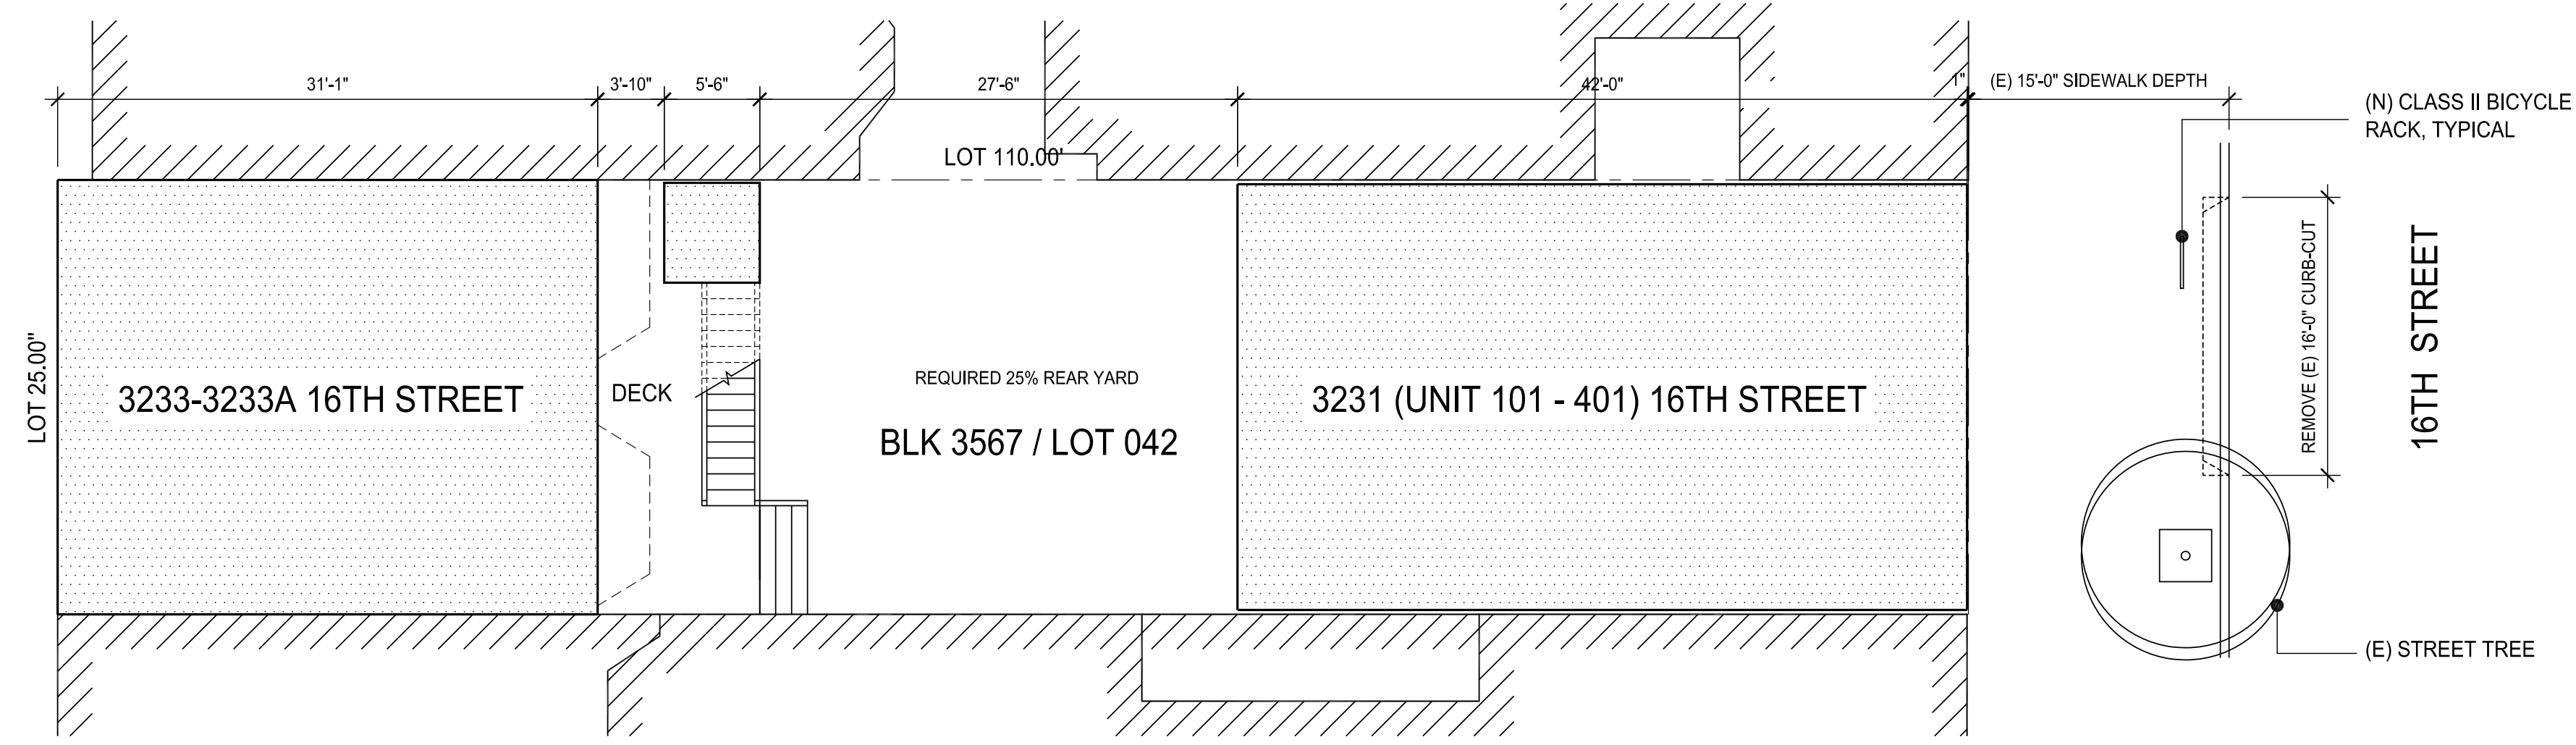 31'-1"
3'-10"
5'-6"
27'-6"
42'-0"
1"
(E) 15'-0" SIDEWALK DEPTH
(N) CLASS II BICYCLE
RACK, TYPICAL
LOT 110.00'
LOT 25.00"
3233-3233A 16TH STREET
DECK
REQUIRED 25% REAR YARD
BLK 3567 / LOT 042
3231 (UNIT 101 - 401) 16TH STREET
REMOVE (E) 16'-0" CURB-CUT
16TH STREET
(E) STREET TREE